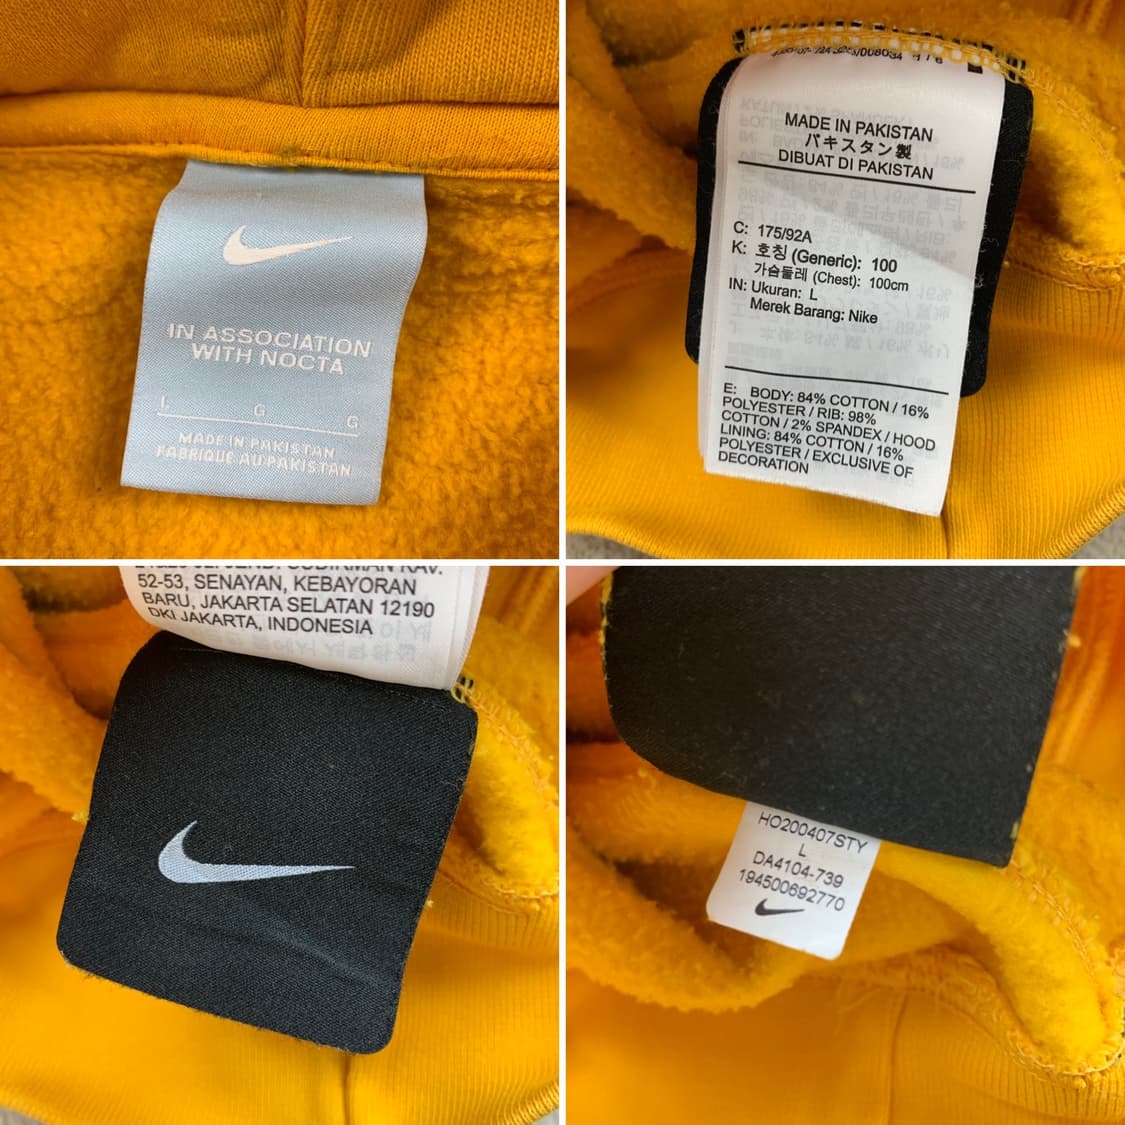 IN ASSOCIATION
WITH NOCTA
L
G
G
MADE IN PAKISTAN
FABRIQUÉ AU PAKISTAN
MADE IN PAKISTAN
パキスタン製
DIBUAT DI PAKISTAN
C: 175/92A
K: 호칭 (Generic): 100
가슴둘레 (Chest): 100cm
IN: Ukuran: L
Merek Barang: Nike
E: BODY: 84% COTTON / 16%
POLYESTER / RIB: 98%
COTTON / 2% SPANDEX / HOOD
LINING: 84% COTTON / 16%
POLYESTER / EXCLUSIVE OF
DECORATION
52-53, SENAYAN, KEBAYORAN
BARU, JAKARTA SELATAN 12190
DKI JAKARTA, INDONESIA
HO200407STY
L
DA4104-739
194500692770